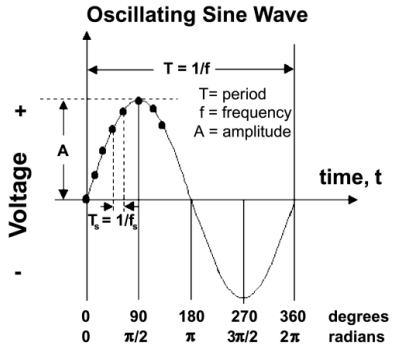 Oscillating Sine Wave
T = 1/f
T= period
f = frequency
A = amplitude
+
A
time, t
Voltage
Ts = 1/fs
-
0 90 180 270 360 degrees
0 π/2 π 3π/2 2π radians